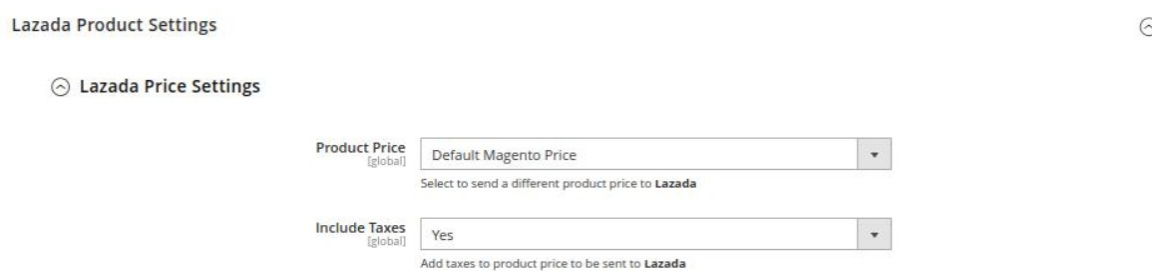 Lazada Product Settings
Lazada Price Settings
Product Price
[global]
Default Magento Price
Select to send a different product price to Lazada
Include Taxes
[global]
Yes
Add taxes to product price to be sent to Lazada